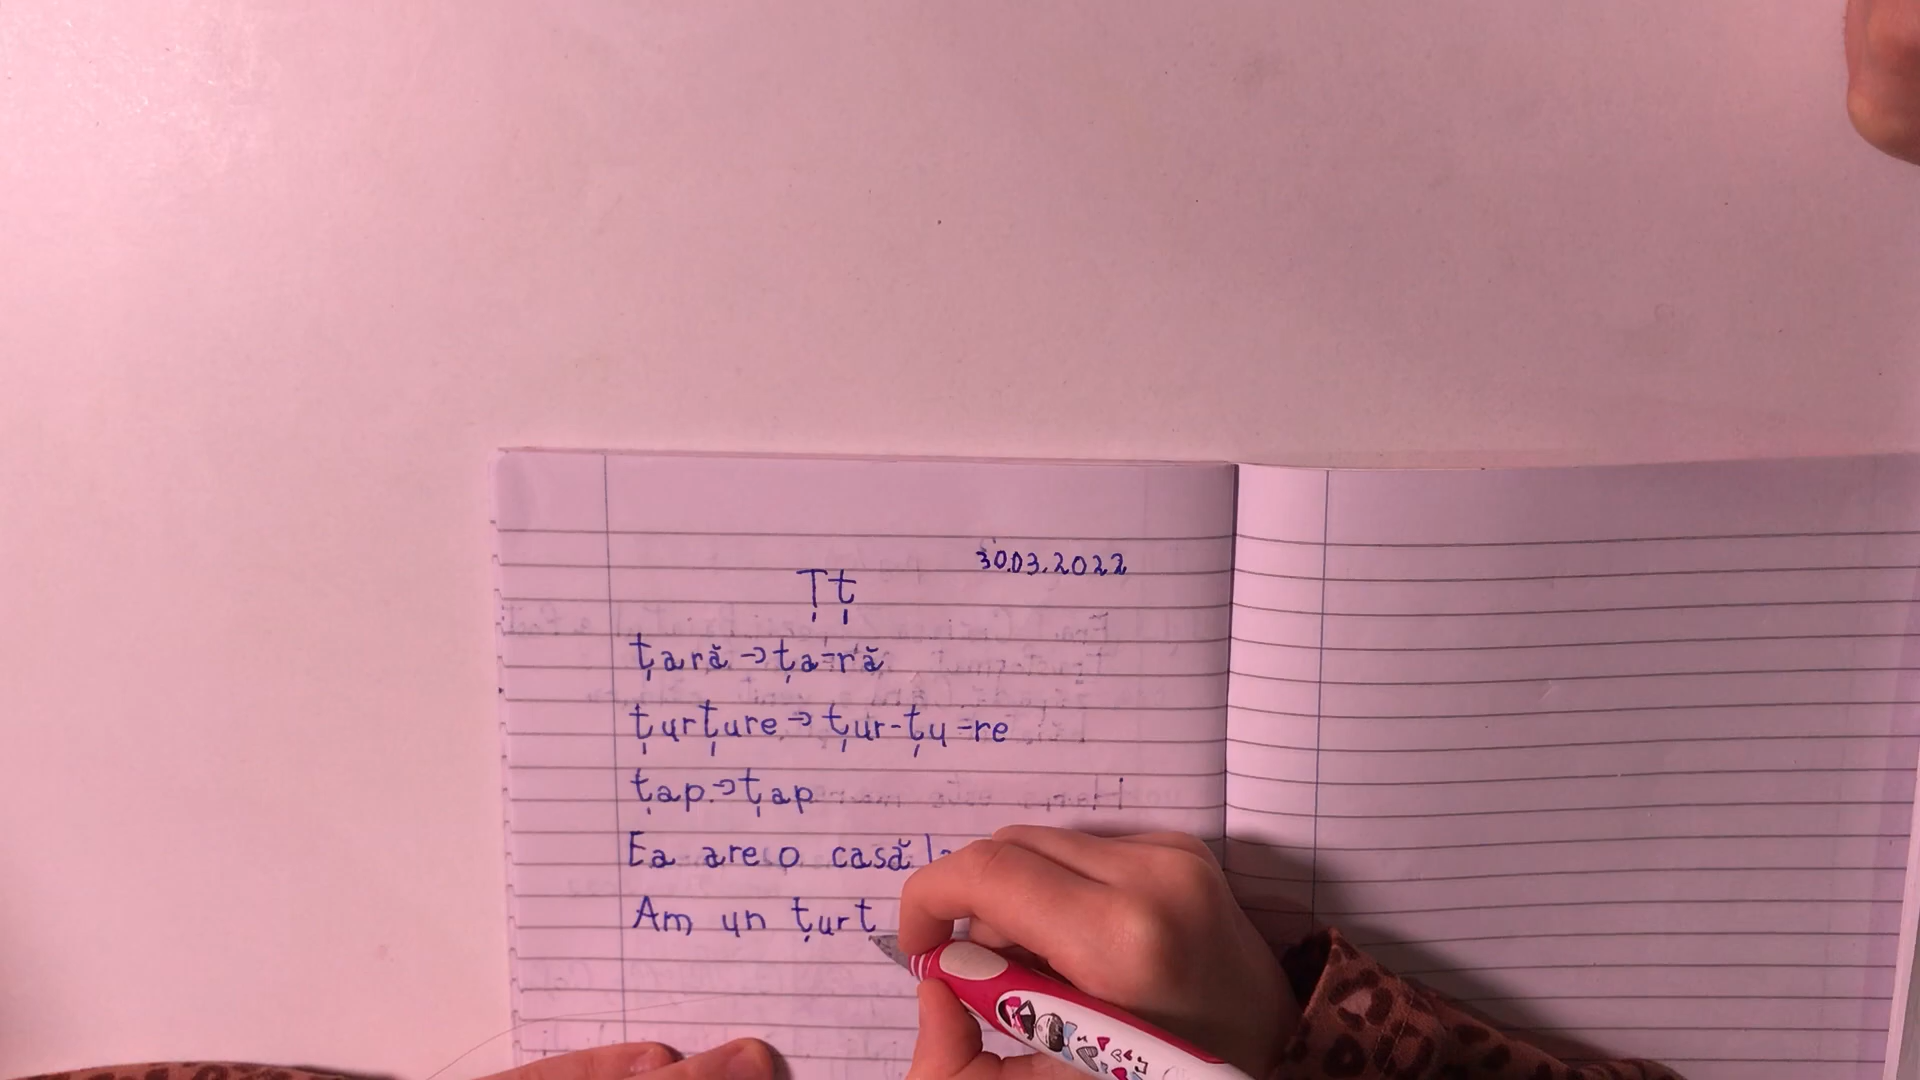 30.03.2022
Țț
țară → ța-ră
țurțure → țur-țu-re
țap → țap
Ea are o casă
Am un țurț